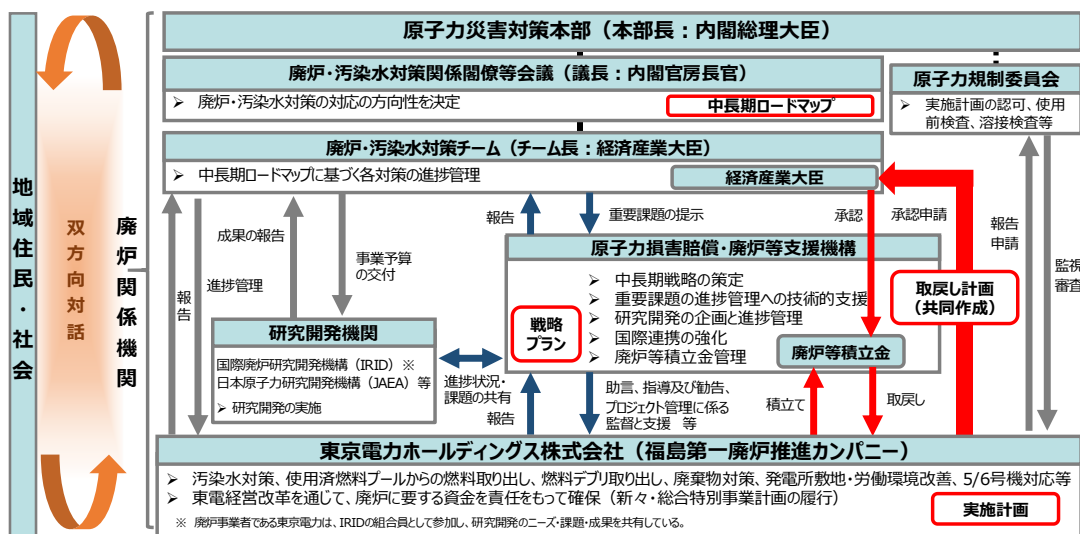 地域住民・社会
双方向対話
廃炉関係機関
原子力災害対策本部（本部長：内閣総理大臣）
廃炉・汚染水対策関係閣僚等会議（議長：内閣官房長官）
➢ 廃炉・汚染水対策の対応の方向性を決定
中長期ロードマップ
原子力規制委員会
➢ 実施計画の認可、使用
前検査、溶接検査等
廃炉・汚染水対策チーム（チーム長：経済産業大臣）
➢ 中長期ロードマップに基づく各対策の進捗管理
経済産業大臣
報告
進捗管理
成果の報告
事業予算
の交付
報告
重要課題の提示
承認
承認申請
報告
申請
監視
審査
原子力損害賠償・廃炉等支援機構
➢ 中長期戦略の策定
➢ 重要課題の進捗管理への技術的支援
➢ 研究開発の企画と進捗管理
➢ 国際連携の強化
➢ 廃炉等積立金管理
戦略
プラン
廃炉等積立金
取戻し計画
（共同作成）
研究開発機関
国際廃炉研究開発機構（IRID）※
日本原子力研究開発機構（JAEA）等
➢ 研究開発の実施
進捗状況・
課題の共有
報告
助言、指導及び勧告、
プロジェクト管理に係る
監督と支援 等
積立て
取戻し
東京電力ホールディングス株式会社（福島第一廃炉推進カンパニー）
➢ 汚染水対策、使用済燃料プールからの燃料取り出し、燃料デブリ取り出し、廃棄物対策、発電所敷地・労働環境改善、5/6号機対応等
➢ 東電経営改革を通じて、廃炉に要する資金を責任をもって確保（新々・総合特別事業計画の履行）
※ 廃炉事業者である東京電力は、IRIDの組合員として参加し、研究開発のニーズ・課題・成果を共有している。
実施計画